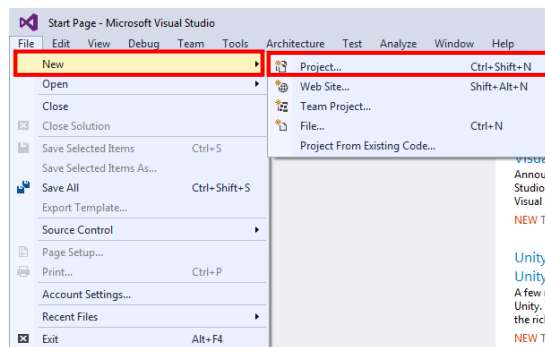 Start Page - Microsoft Visual Studio
File Edit View Debug Team Tools Architecture Test Analyze Window Help
New
Open
Close
Close Solution
Save Selected Items Ctrl+S
Save Selected Items As...
Save All Ctrl+Shift+S
Export Template...
Source Control
Page Setup...
Print... Ctrl+P
Account Settings...
Recent Files
Exit Alt+F4
Project... Ctrl+Shift+N
Web Site... Shift+Alt+N
Team Project...
File... Ctrl+N
Project From Existing Code...
Annou
Studio
Visual
NEW T
Unity
Unity
A few
Unity.
the ric
NEW T